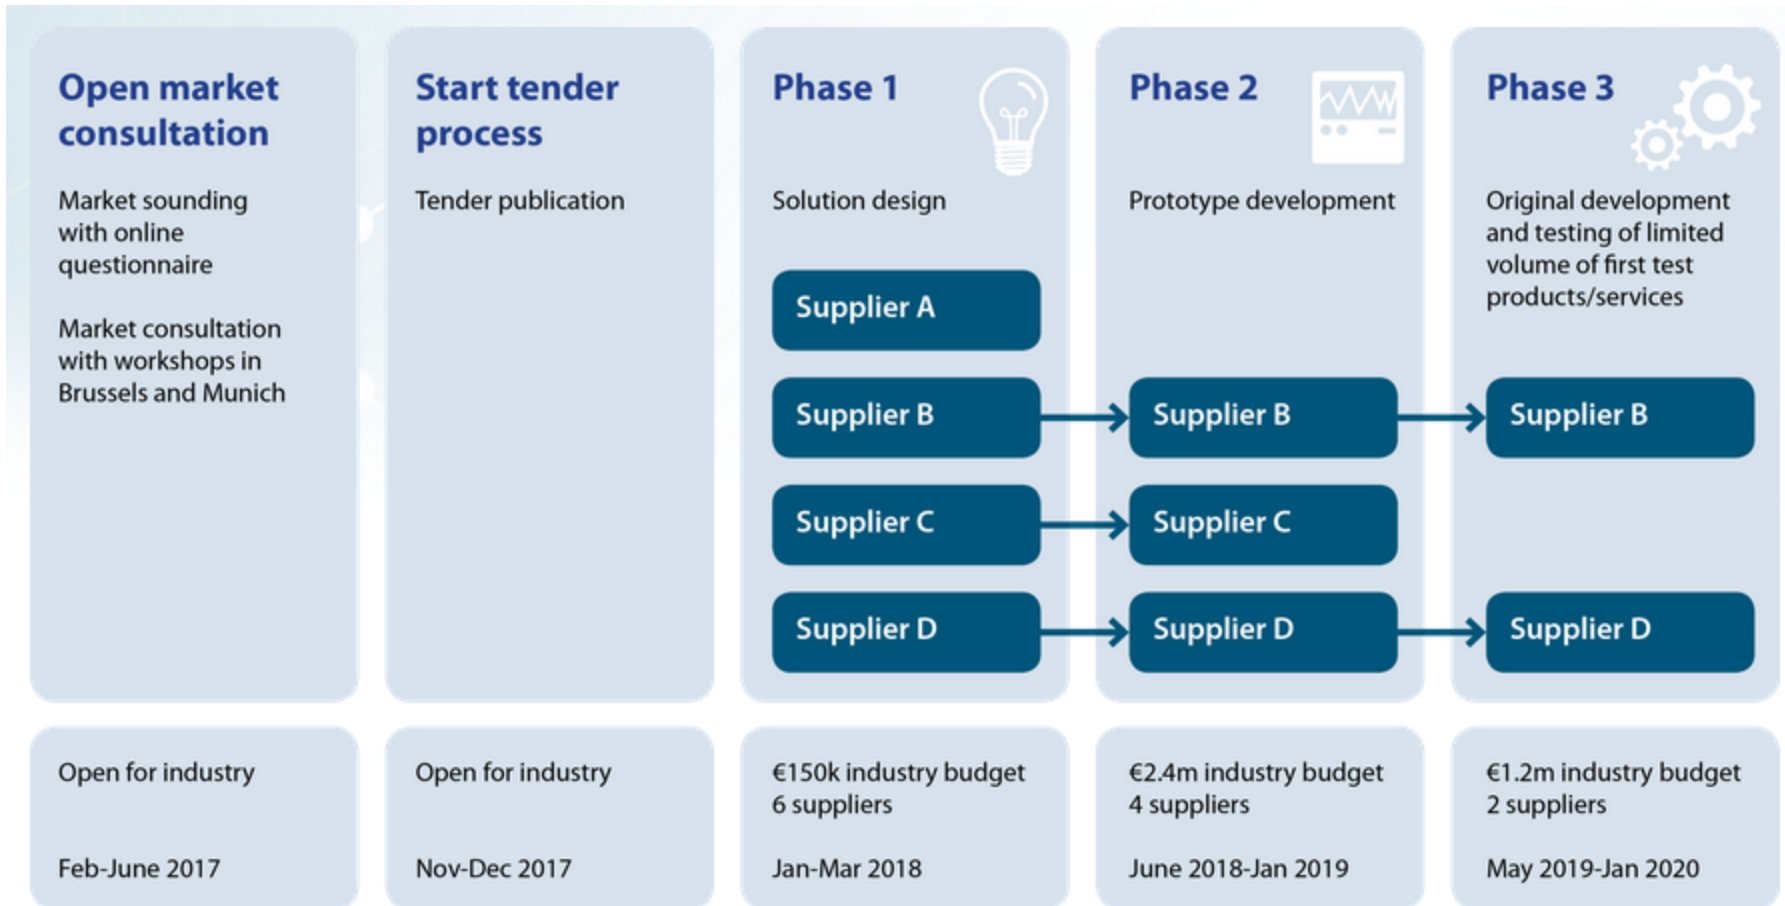 Open market
consultation
Market sounding
with online
questionnaire
Market consultation
with workshops in
Brussels and Munich
Open for industry
Feb-June 2017
Start tender
process
Tender publication
Open for industry
Nov-Dec 2017
Phase 1
Solution design
Supplier A
Supplier B
Supplier C
Supplier D
€150k industry budget
6 suppliers
Jan-Mar 2018
Phase 2
Prototype development
Supplier B
Supplier C
Supplier D
€2.4m industry budget
4 suppliers
June 2018-Jan 2019
Phase 3
Original development
and testing of limited
volume of first test
products/services
Supplier B
Supplier D
€1.2m industry budget
2 suppliers
May 2019-Jan 2020